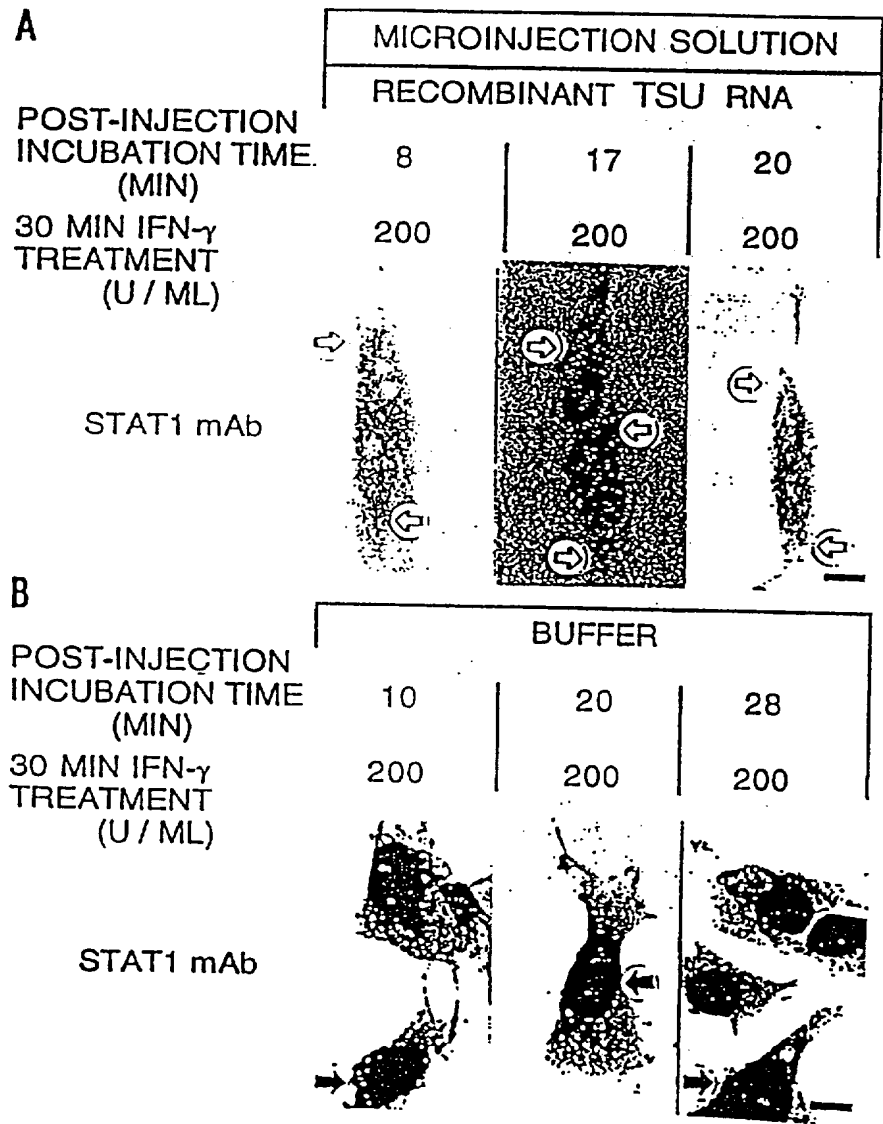 A
MICROINJECTION SOLUTION
RECOMBINANT TSU RNA
POST-INJECTION
INCUBATION TIME.
(MIN)
8 17 20
30 MIN IFN-γ
TREATMENT
(U / ML)
200 200 200
STAT1 mAb
B
BUFFER
POST-INJECTION
INCUBATION TIME
(MIN)
10 20 28
30 MIN IFN-γ
TREATMENT
(U / ML)
200 200 200
STAT1 mAb